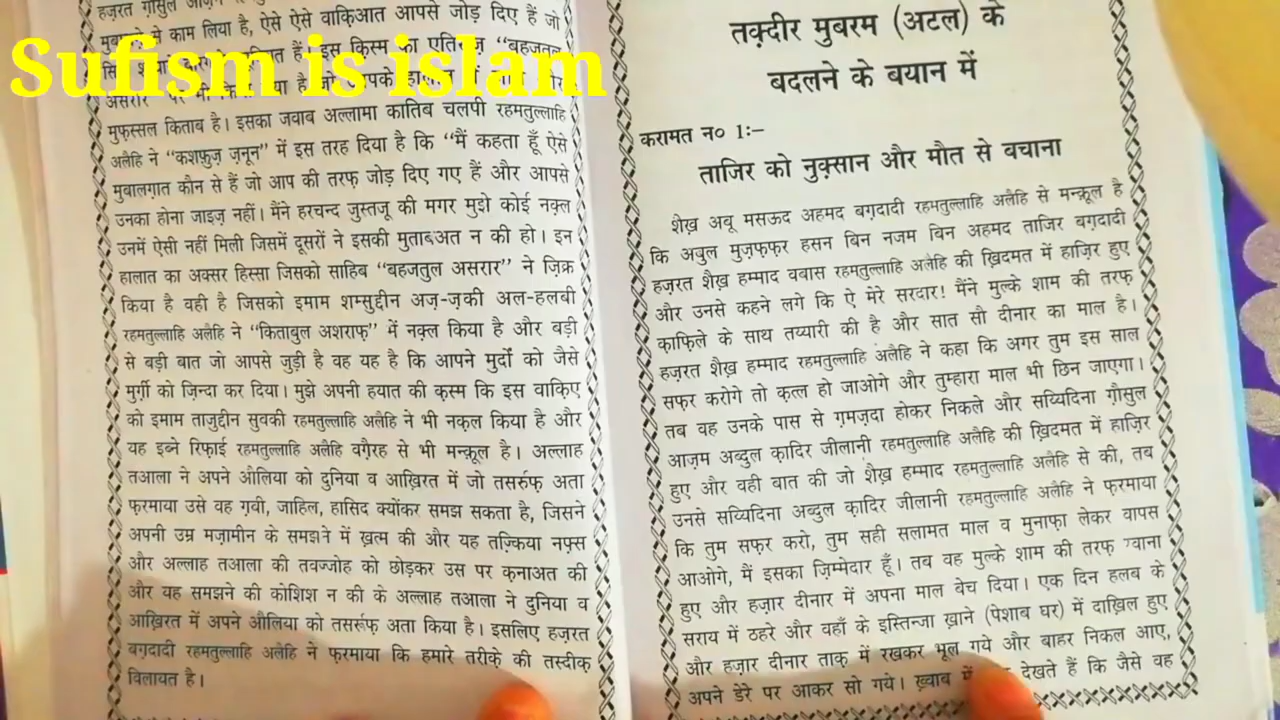 Sufism is islam
हज़रत ग़ौसुल
काम लिया है, ऐसे ऐसे वाक़िआत आपसे जोड़ दिए हैं जो
इस क़िस्म का
मुफ़स्सल किताब है। इसका जवाब अल्लामा कातिब चलपी रहमतुल्लाहि
अलैहि ने “कशफ़ुज़ ज़नून” में इस तरह दिया है कि “मैं कहता हूँ ऐसे
मुबालगात कौन से हैं जो आप की तरफ़ जोड़ दिए गए हैं और आपसे
उनका होना जाइज़ नहीं। मैंने हरचन्द जुस्तजू की मगर मुझे कोई नक़्ल
उनमें ऐसी नहीं मिली जिसमें दूसरों ने इसकी मुताबअत न की हो। इन
हालात का अक्सर हिस्सा जिसको साहिब “बहजतुल असरार” ने ज़िक्र
किया है वही है जिसको इमाम शम्सुद्दीन अज़-ज़की अल-हलबी
रहमतुल्लाहि अलैहि ने “किताबुल अशराफ़” में नक़्ल किया है और बड़ी
से बड़ी बात जो आपसे जुड़ी है वह यह है कि आपने मुर्दों को जैसे
मुर्ग़ी को ज़िन्दा कर दिया। मुझे अपनी हयात की क़स्म कि इस वाक़िए
को इमाम ताजुद्दीन सुवकी रहमतुल्लाहि अलैहि ने भी नक़्ल किया है और
यह इब्ने रिफ़ाई रहमतुल्लाहि अलैहि वग़ैरह से भी मन्क़ूल है। अल्लाह
तआला ने अपने औलिया को दुनिया व आख़िरत में जो तसर्रुफ़ अता
फ़रमाया उसे वह ग़बी, जाहिल, हासिद क्योंकर समझ सकता है, जिसने
अपनी उम्र मज़ामीन के समझने में ख़त्म की और यह तज़्किया नफ़्स
और अल्लाह तआला की तवज्जोह को छोड़कर उस पर क़नाअत की
और यह समझने की कोशिश न की के अल्लाह तआला ने दुनिया व
आख़िरत में अपने औलिया को तसर्रुफ़ अता किया है। इसलिए हज़रत
बग़दादी रहमतुल्लाहि अलैहि ने फ़रमाया कि हमारे तरीक़े की तस्दीक़
विलायत है।
तक़्दीर मुबरम (अटल) के
बदलने के बयान में
करामत न० 1:–
ताजिर को नुक़्सान और मौत से बचाना
शैख़ अबू मसऊद अहमद बग़दादी रहमतुल्लाहि अलैहि से मन्क़ूल है
कि अबुल मुज़फ़्फ़र हसन बिन नजम बिन अहमद ताजिर बग़दादी
हज़रत शैख़ हम्माद वबास रहमतुल्लाहि अलैहि की ख़िदमत में हाज़िर हुए
और उनसे कहने लगे कि ऐ मेरे सरदार! मैंने मुल्के शाम की तरफ़
क़ाफ़िले के साथ तय्यारी की है और सात सौ दीनार का माल है।
हज़रत शैख़ हम्माद रहमतुल्लाहि अलैहि ने कहा कि अगर तुम इस साल
सफ़र करोगे तो क़त्ल हो जाओगे और तुम्हारा माल भी छिन जाएगा।
तब वह उनके पास से ग़मज़दा होकर निकले और सय्यिदिना ग़ौसुल
आज़म अब्दुल क़ादिर जीलानी रहमतुल्लाहि अलैहि की ख़िदमत में हाज़िर
हुए और वही बात की जो शैख़ हम्माद रहमतुल्लाहि अलैहि से की, तब
उनसे सय्यिदिना अब्दुल क़ादिर जीलानी रहमतुल्लाहि अलैहि ने फ़रमाया
कि तुम सफ़र करो, तुम सही सलामत माल व मुनाफ़ा लेकर वापस
आओगे, मैं इसका ज़िम्मेदार हूँ। तब वह मुल्के शाम की तरफ़ रवाना
हुए और हज़ार दीनार में अपना माल बेच दिया। एक दिन हलब के
सराय में ठहरे और वहाँ के इस्तिन्जा ख़ाने (पेशाब घर) में दाख़िल हुए
और हज़ार दीनार ताक़ में रखकर भूल गये और बाहर निकल आए,
अपने डेरे पर आकर सो गये। ख़्वाब में देखते हैं कि जैसे वह